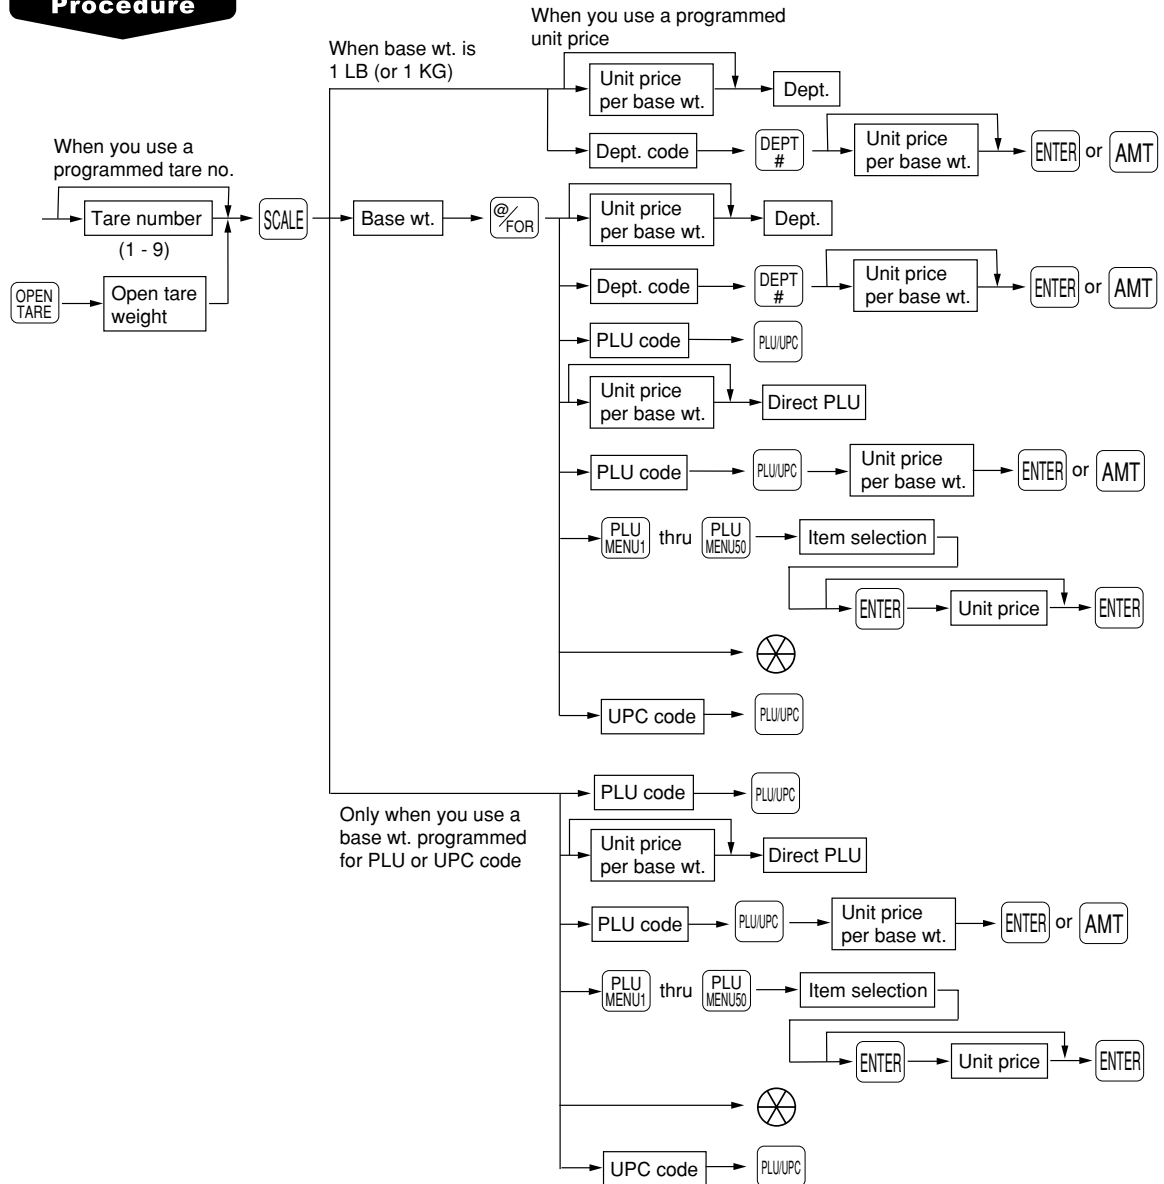 Procedure
When you use a programmed
unit price
When base wt. is
1 LB (or 1 KG)
Unit price
per base wt.
Dept.
When you use a
programmed tare no.
Dept. code
DEPT
#
Unit price
per base wt.
ENTER or AMT
Tare number
(1 - 9)
SCALE
Base wt.
@/FOR
Unit price
per base wt.
Dept.
OPEN
TARE
Open tare
weight
Dept. code
DEPT
#
Unit price
per base wt.
ENTER or AMT
PLU code
PLU/UPC
Unit price
per base wt.
Direct PLU
PLU code
PLU/UPC
Unit price
per base wt.
ENTER or AMT
PLU
MENU1
thru
PLU
MENU50
Item selection
ENTER
Unit price
ENTER
UPC code
PLU/UPC
PLU code
PLU/UPC
Only when you use a
base wt. programmed
for PLU or UPC code
Unit price
per base wt.
Direct PLU
PLU code
PLU/UPC
Unit price
per base wt.
ENTER or AMT
PLU
MENU1
thru
PLU
MENU50
Item selection
ENTER
Unit price
ENTER
UPC code
PLU/UPC